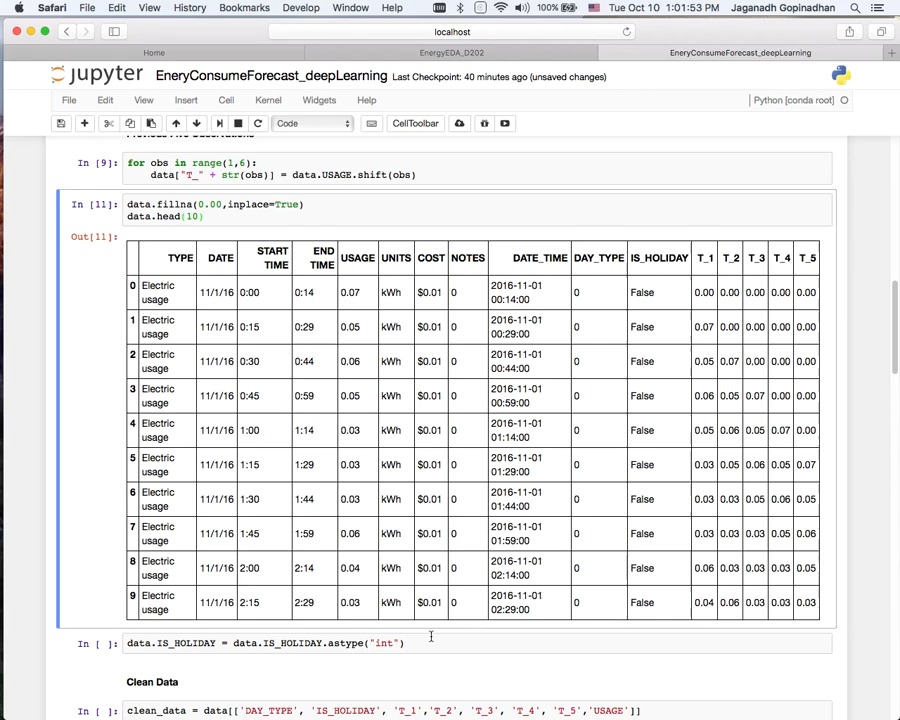 Safari File Edit View History Bookmarks Develop Window Help 100% Tue Oct 10 1:01:53 PM Jaganadh Gopinadhan
localhost
Home EnergyEDA_D202 EneryConsumeForecast_deepLearning
jupyter EneryConsumeForecast_deepLearning Last Checkpoint: 40 minutes ago (unsaved changes)
File Edit View Insert Cell Kernel Widgets Help Python [conda root]
Code CellToolbar
Previous Five Observations
In [9]: for obs in range(1,6):
data["T_" + str(obs)] = data.USAGE.shift(obs)
In [11]: data.fillna(0.00,inplace=True)
data.head(10)
Out[11]:
TYPE DATE START TIME END TIME USAGE UNITS COST NOTES DATE_TIME DAY_TYPE IS_HOLIDAY T_1 T_2 T_3 T_4 T_5
0 Electric usage 11/1/16 0:00 0:14 0.07 kWh $0.01 0 2016-11-01 00:14:00 0 False 0.00 0.00 0.00 0.00 0.00
1 Electric usage 11/1/16 0:15 0:29 0.05 kWh $0.01 0 2016-11-01 00:29:00 0 False 0.07 0.00 0.00 0.00 0.00
2 Electric usage 11/1/16 0:30 0:44 0.06 kWh $0.01 0 2016-11-01 00:44:00 0 False 0.05 0.07 0.00 0.00 0.00
3 Electric usage 11/1/16 0:45 0:59 0.05 kWh $0.01 0 2016-11-01 00:59:00 0 False 0.06 0.05 0.07 0.00 0.00
4 Electric usage 11/1/16 1:00 1:14 0.03 kWh $0.01 0 2016-11-01 01:14:00 0 False 0.05 0.06 0.05 0.07 0.00
5 Electric usage 11/1/16 1:15 1:29 0.03 kWh $0.01 0 2016-11-01 01:29:00 0 False 0.03 0.05 0.06 0.05 0.07
6 Electric usage 11/1/16 1:30 1:44 0.03 kWh $0.01 0 2016-11-01 01:44:00 0 False 0.03 0.03 0.05 0.06 0.05
7 Electric usage 11/1/16 1:45 1:59 0.06 kWh $0.01 0 2016-11-01 01:59:00 0 False 0.03 0.03 0.03 0.05 0.06
8 Electric usage 11/1/16 2:00 2:14 0.04 kWh $0.01 0 2016-11-01 02:14:00 0 False 0.06 0.03 0.03 0.03 0.05
9 Electric usage 11/1/16 2:15 2:29 0.03 kWh $0.01 0 2016-11-01 02:29:00 0 False 0.04 0.06 0.03 0.03 0.03
In [ ]: data.IS_HOLIDAY = data.IS_HOLIDAY.astype("int")
Clean Data
In [ ]: clean_data = data[['DAY_TYPE', 'IS_HOLIDAY', 'T_1','T_2', 'T_3', 'T_4', 'T_5','USAGE']]